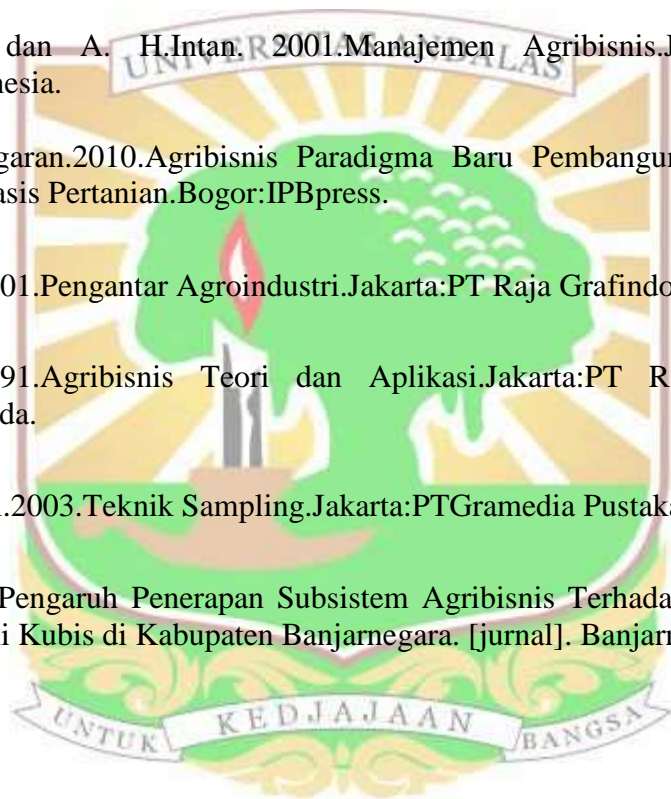 dan A. H.Intan. 2001.Manajemen Agribisnis.J
UNIVERSITAS ANDALAS
nesia.
garan.2010.Agribisnis Paradigma Baru Pembangun
asis Pertanian.Bogor:IPBpress.
01.Pengantar Agroindustri.Jakarta:PT Raja Grafindo
91.Agribisnis Teori dan Aplikasi.Jakarta:PT R
da.
.2003.Teknik Sampling.Jakarta:PTGramedia Pustaka
Pengaruh Penerapan Subsistem Agribisnis Terhada
i Kubis di Kabupaten Banjarnegara. [jurnal]. Banjarn
UNTUK KEDJAJAAN BANGSA